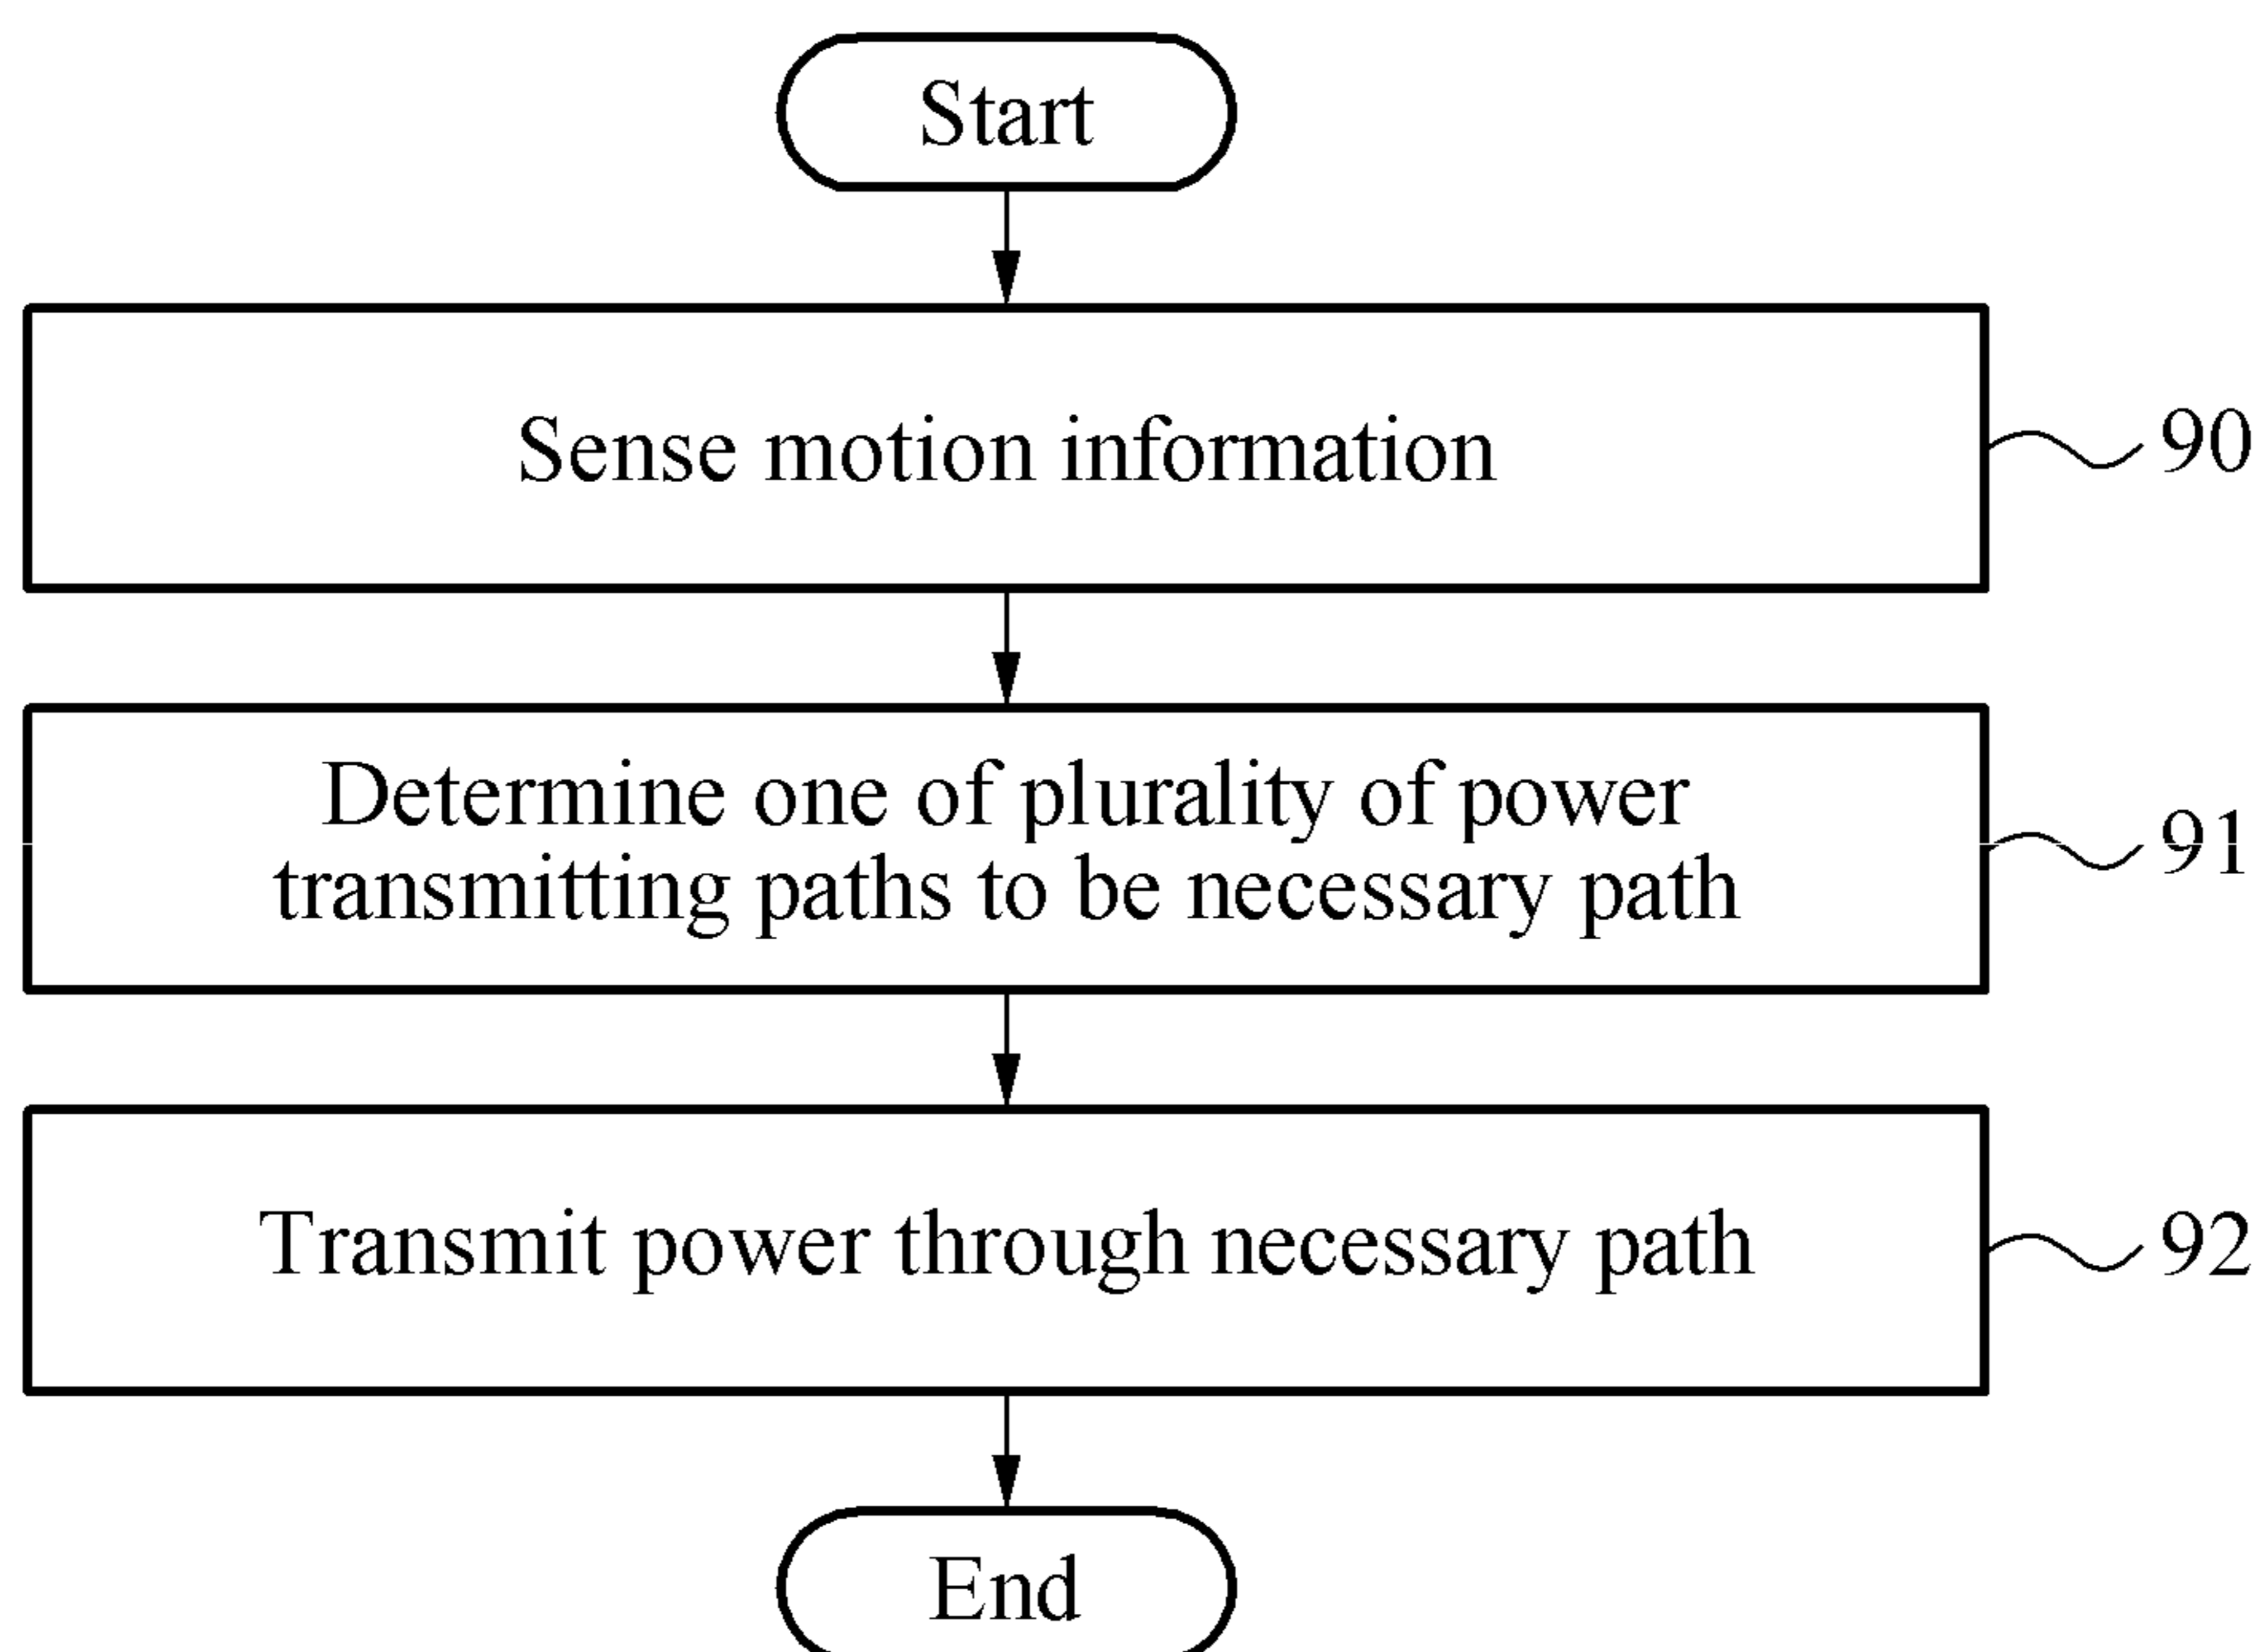 Start
Sense motion information
90
Determine one of plurality of power
transmitting paths to be necessary path
91
Transmit power through necessary path
92
End